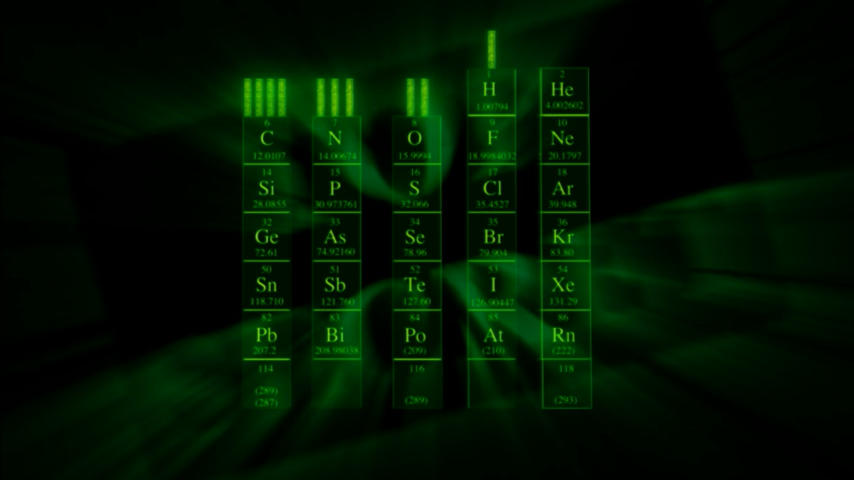 1
H
1.00794
2
He
4.002602
6
C
12.0107
7
N
14.00674
8
O
15.9994
9
F
18.9984032
10
Ne
20.1797
14
Si
28.0855
15
P
30.973761
16
S
32.066
17
Cl
35.4527
18
Ar
39.948
32
Ge
72.61
33
As
74.92160
34
Se
78.96
35
Br
79.904
36
Kr
83.80
50
Sn
118.710
51
Sb
121.760
52
Te
127.60
53
I
126.90447
54
Xe
131.29
82
Pb
207.2
83
Bi
208.98038
84
Po
(209)
85
At
(210)
86
Rn
(222)
114
(289)
(287)
116
(289)
118
(293)